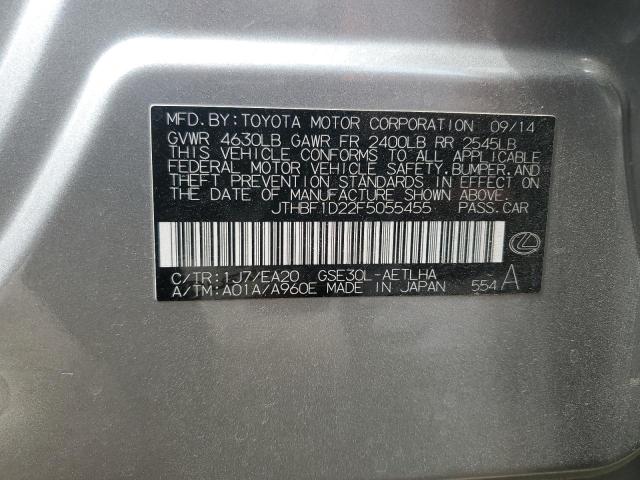 MFD.BY:TOYOTA MOTOR CORPORATION 09/14
GVWR 4630LB GAWR FR 2400LB RR 2545LB
THIS VEHICLE CONFORMS TO ALL APPLICABLE
FEDERAL MOTOR VEHICLE SAFETY,BUMPER,AND
THEFT PREVENTION STANDARDS IN EFFECT ON
THE DATE OF MANUFACTURE SHOWN ABOVE.
JTHBF1D22F5055455 PASS.CAR
C/TR:1J7/EA20 GSE30L-AETLHA
A/TM:A01A/A960E MADE IN JAPAN 554 A